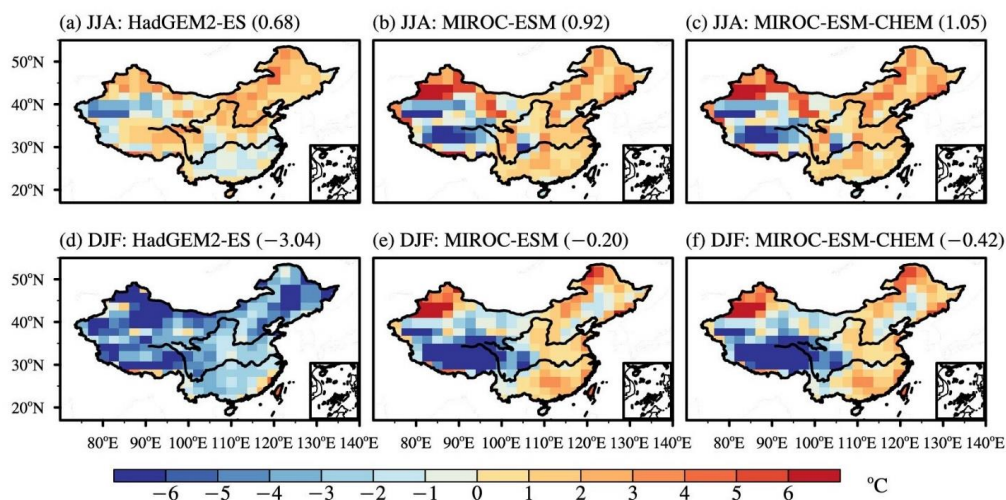 (a) JJA: HadGEM2-ES (0.68) (b) JJA: MIROC-ESM (0.92) (c) JJA: MIROC-ESM-CHEM (1.05)
50°N
40°N
30°N
20°N
(d) DJF: HadGEM2-ES (−3.04) (e) DJF: MIROC-ESM (−0.20) (f) DJF: MIROC-ESM-CHEM (−0.42)
50°N
40°N
30°N
20°N
80°E 90°E 100°E 110°E 120°E 130°E 140°E 80°E 90°E 100°E 110°E 120°E 130°E 140°E 80°E 90°E 100°E 110°E 120°E 130°E 140°E
−6 −5 −4 −3 −2 −1 0 1 2 3 4 5 6 °C